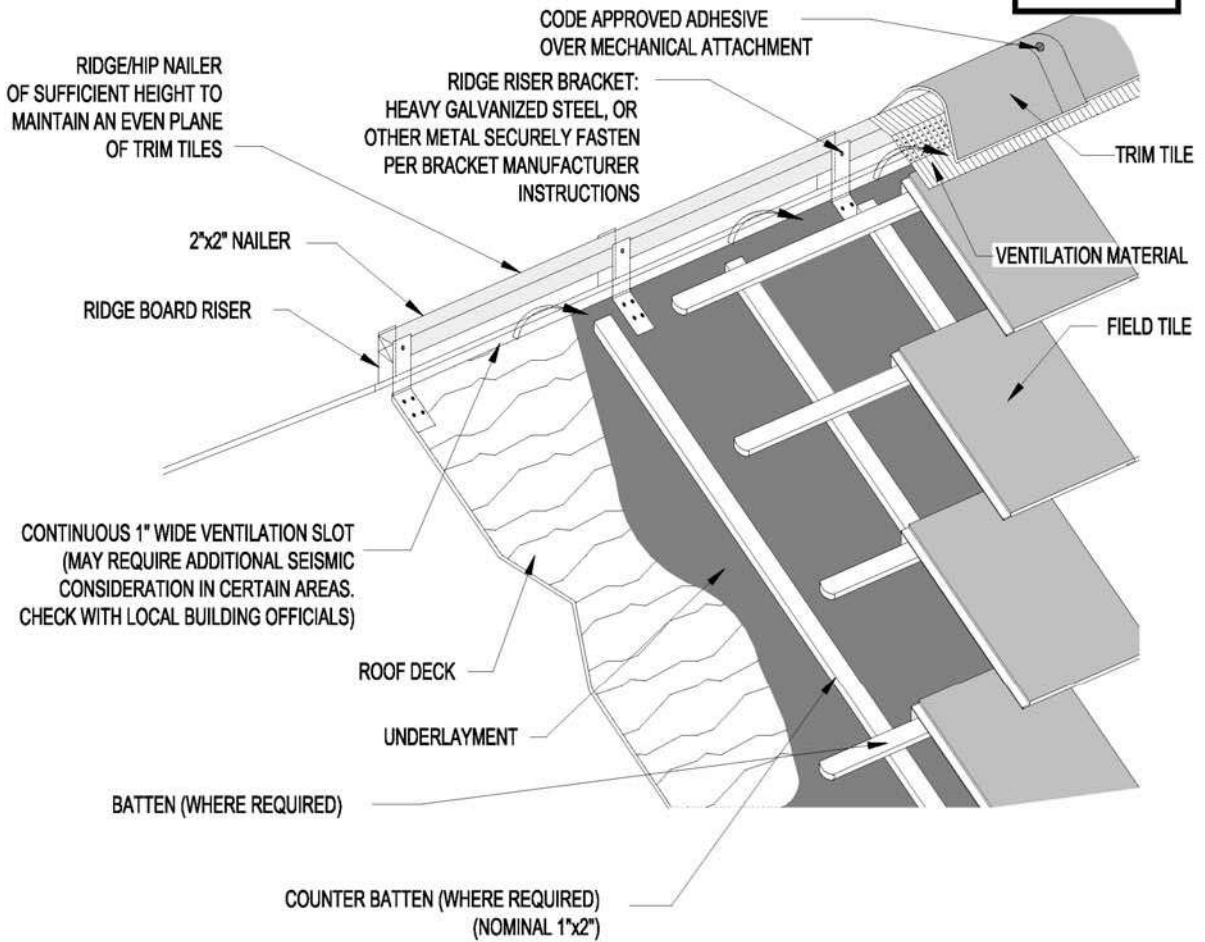 CODE APPROVED ADHESIVE
OVER MECHANICAL ATTACHMENT
RIDGE/HIP NAILER
OF SUFFICIENT HEIGHT TO
MAINTAIN AN EVEN PLANE
OF TRIM TILES
RIDGE RISER BRACKET:
HEAVY GALVANIZED STEEL, OR
OTHER METAL SECURELY FASTEN
PER BRACKET MANUFACTURER
INSTRUCTIONS
TRIM TILE
2"x2" NAILER
VENTILATION MATERIAL
RIDGE BOARD RISER
FIELD TILE
CONTINUOUS 1" WIDE VENTILATION SLOT
(MAY REQUIRE ADDITIONAL SEISMIC
CONSIDERATION IN CERTAIN AREAS.
CHECK WITH LOCAL BUILDING OFFICIALS)
ROOF DECK
UNDERLAYMENT
BATTEN (WHERE REQUIRED)
COUNTER BATTEN (WHERE REQUIRED)
(NOMINAL 1"x2")